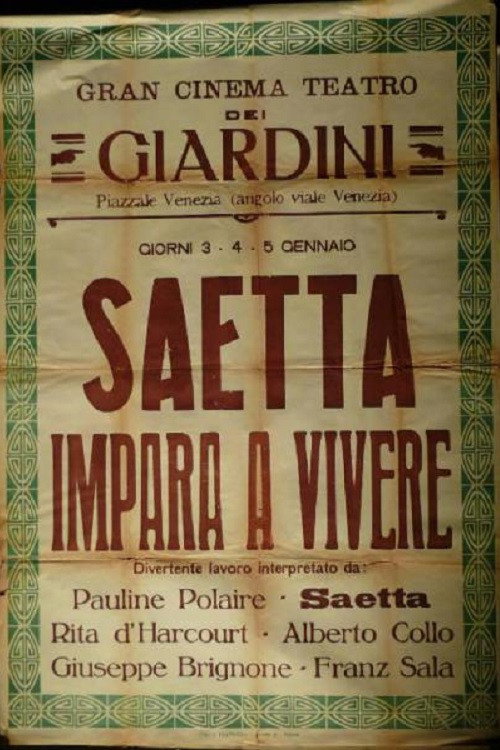 GRAN CINEMA TEATRO
DEI
GIARDINI
Piazzale Venezia (angolo viale Venezia)
GIORNI 3 - 4 - 5 GENNAIO
SAETTA
IMPARA A VIVERE
Divertente lavoro interpretato da:
Pauline Polaire · Saetta
Rita d'Harcourt · Alberto Collo
Giuseppe Brignone · Franz Sala